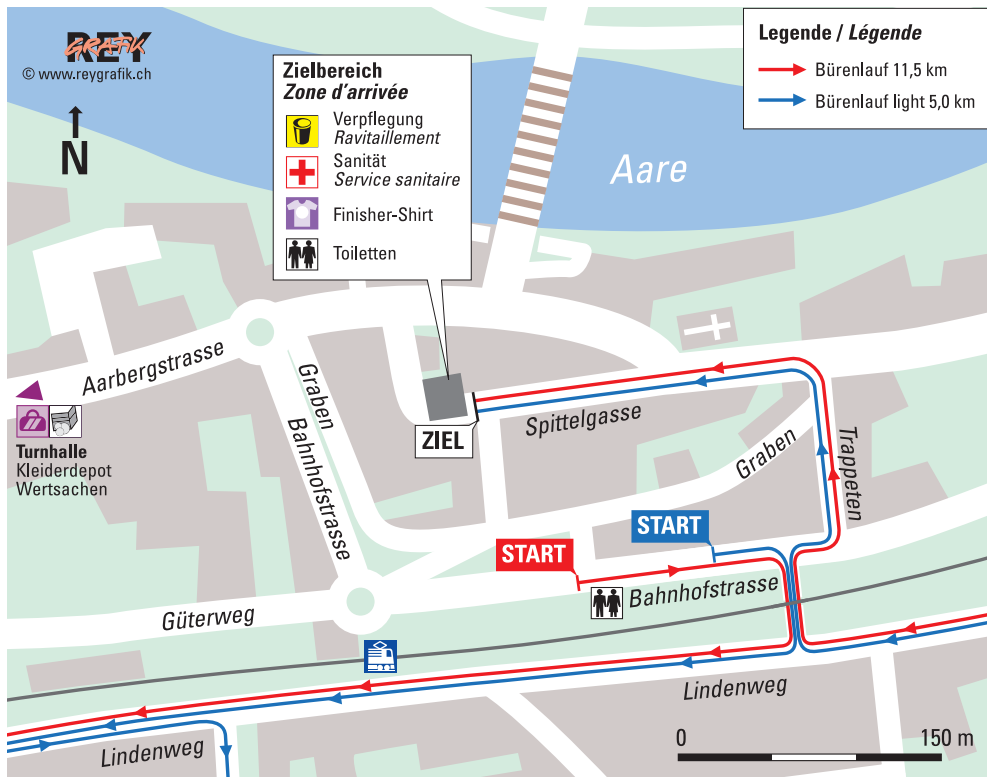 REY
GRAFIK
© www.reygrafik.ch
N
Zielbereich
Zone d'arrivée
Verpflegung
Ravitaillement
Sanität
Service sanitaire
Finisher-Shirt
Toiletten
Legende / Légende
Bürenlauf 11,5 km
Bürenlauf light 5,0 km
Aare
Aarbergstrasse
Graben
Bahnhofstrasse
Turnhalle
Kleiderdepot
Wertsachen
ZIEL
Spittelgasse
Graben
Trappeten
START
START
Bahnhofstrasse
Güterweg
Lindenweg
Lindenweg
0 150 m